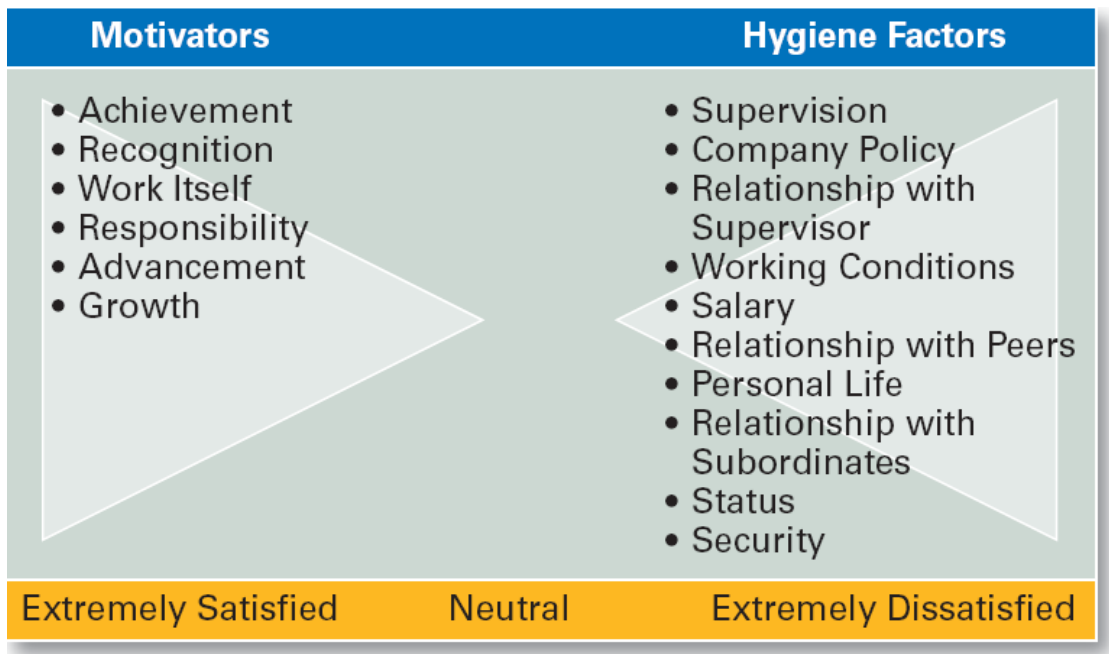 Motivators
Hygiene Factors
• Achievement
• Recognition
• Work Itself
• Responsibility
• Advancement
• Growth
• Supervision
• Company Policy
• Relationship with
Supervisor
• Working Conditions
• Salary
• Relationship with Peers
• Personal Life
• Relationship with
Subordinates
• Status
• Security
Extremely Satisfied
Neutral
Extremely Dissatisfied